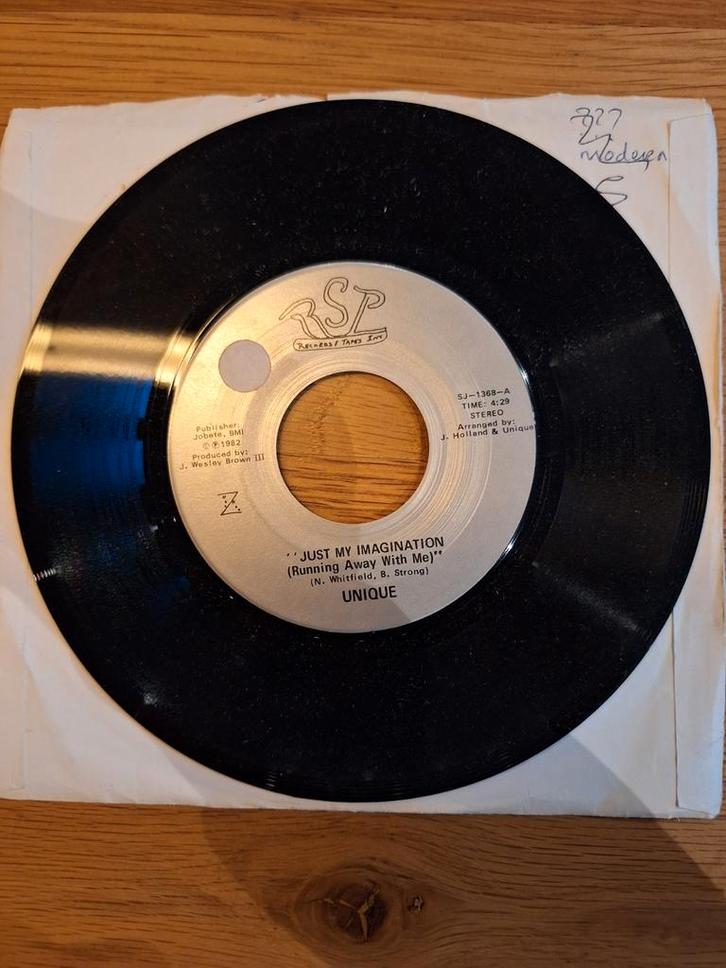 Modern
RSP
RECORDS/TAPES INC
SJ-1368-A
TIME: 4:29
STEREO
Arranged by:
J. Holland & Unique
Publisher:
Jobete, BMI
© ℗ 1982
Produced by:
J. Wesley Brown III
''JUST MY IMAGINATION
(Running Away With Me)''
(N. Whitfield, B. Strong)
UNIQUE